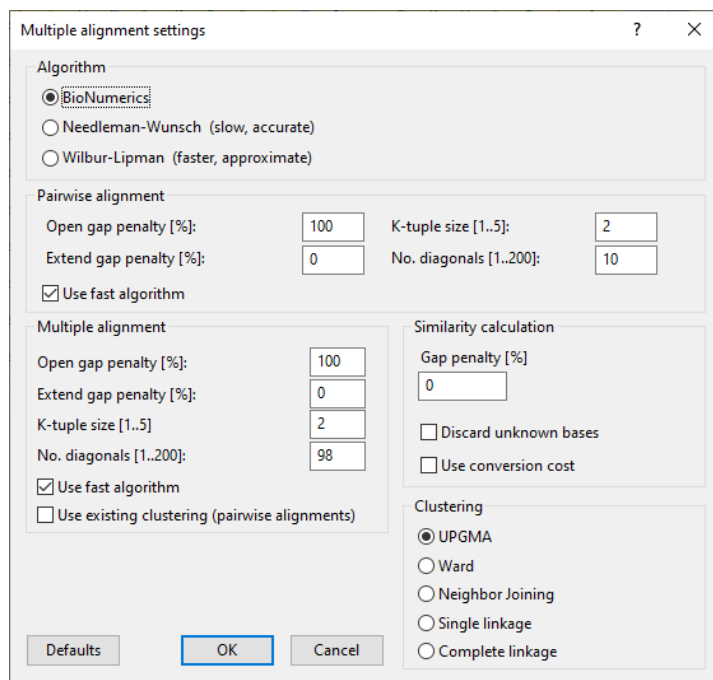 Multiple alignment settings
Algorithm
BioNumerics
Needleman-Wunsch (slow, accurate)
Wilbur-Lipman (faster, approximate)
Pairwise alignment
Open gap penalty [%]: 100 K-tuple size [1..5]: 2
Extend gap penalty [%]: 0 No. diagonals [1..200]: 10
Use fast algorithm
Multiple alignment
Open gap penalty [%]: 100
Extend gap penalty [%]: 0
K-tuple size [1..5] 2
No. diagonals [1..200]: 98
Use fast algorithm
Use existing clustering (pairwise alignments)
Similarity calculation
Gap penalty [%]
0
Discard unknown bases
Use conversion cost
Clustering
UPGMA
Ward
Neighbor Joining
Single linkage
Complete linkage
Defaults OK Cancel